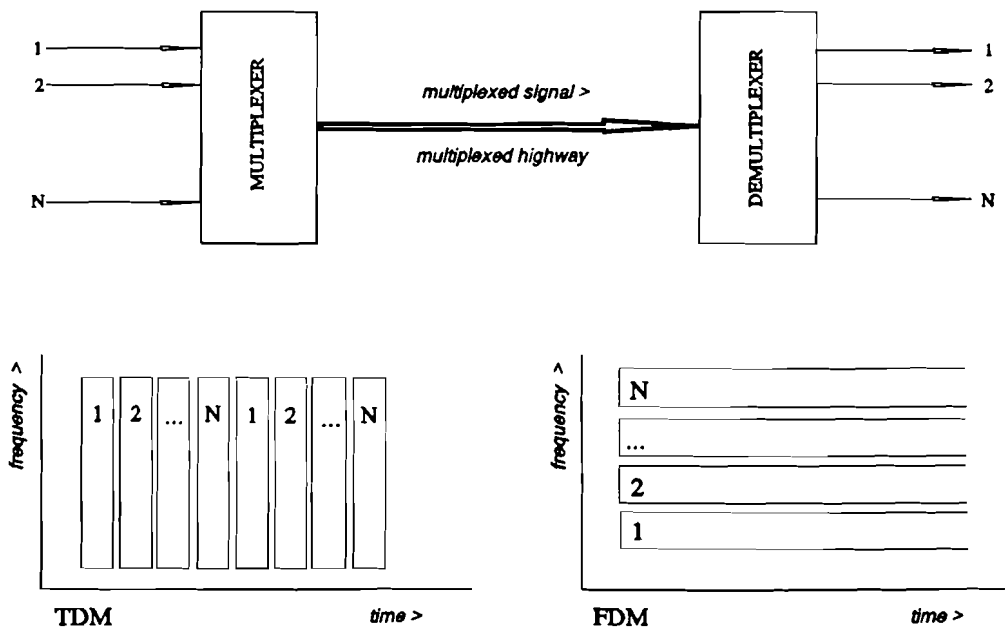 1
2
N
MULTIPLEXER
multiplexed signal >
multiplexed highway
DEMULTIPLEXER
1
2
N
frequency >
1 2 ... N 1 2 ... N
TDM
time >
frequency >
N
...
2
1
FDM
time >